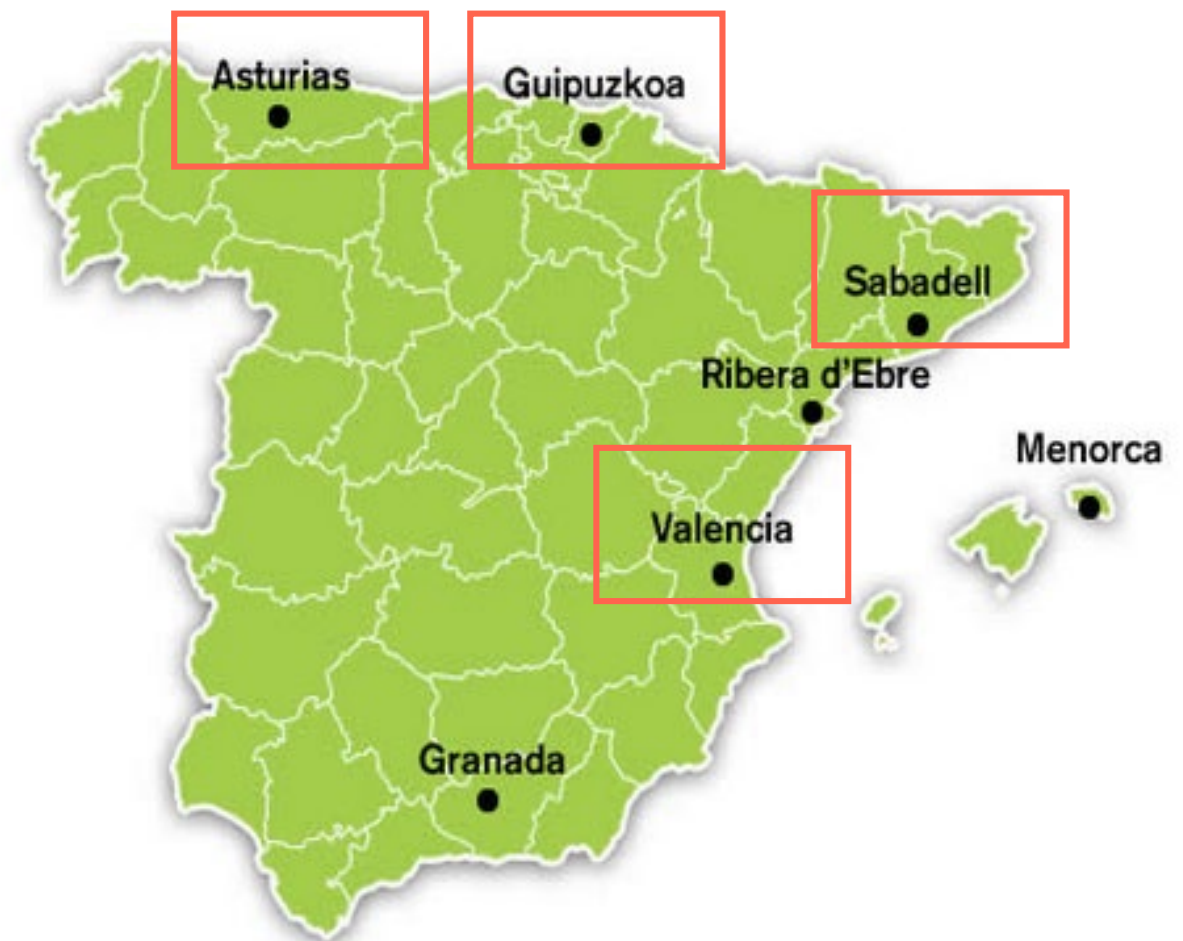 Asturias
Guipuzkoa
Sabadell
Ribera d'Ebre
Menorca
Valencia
Granada